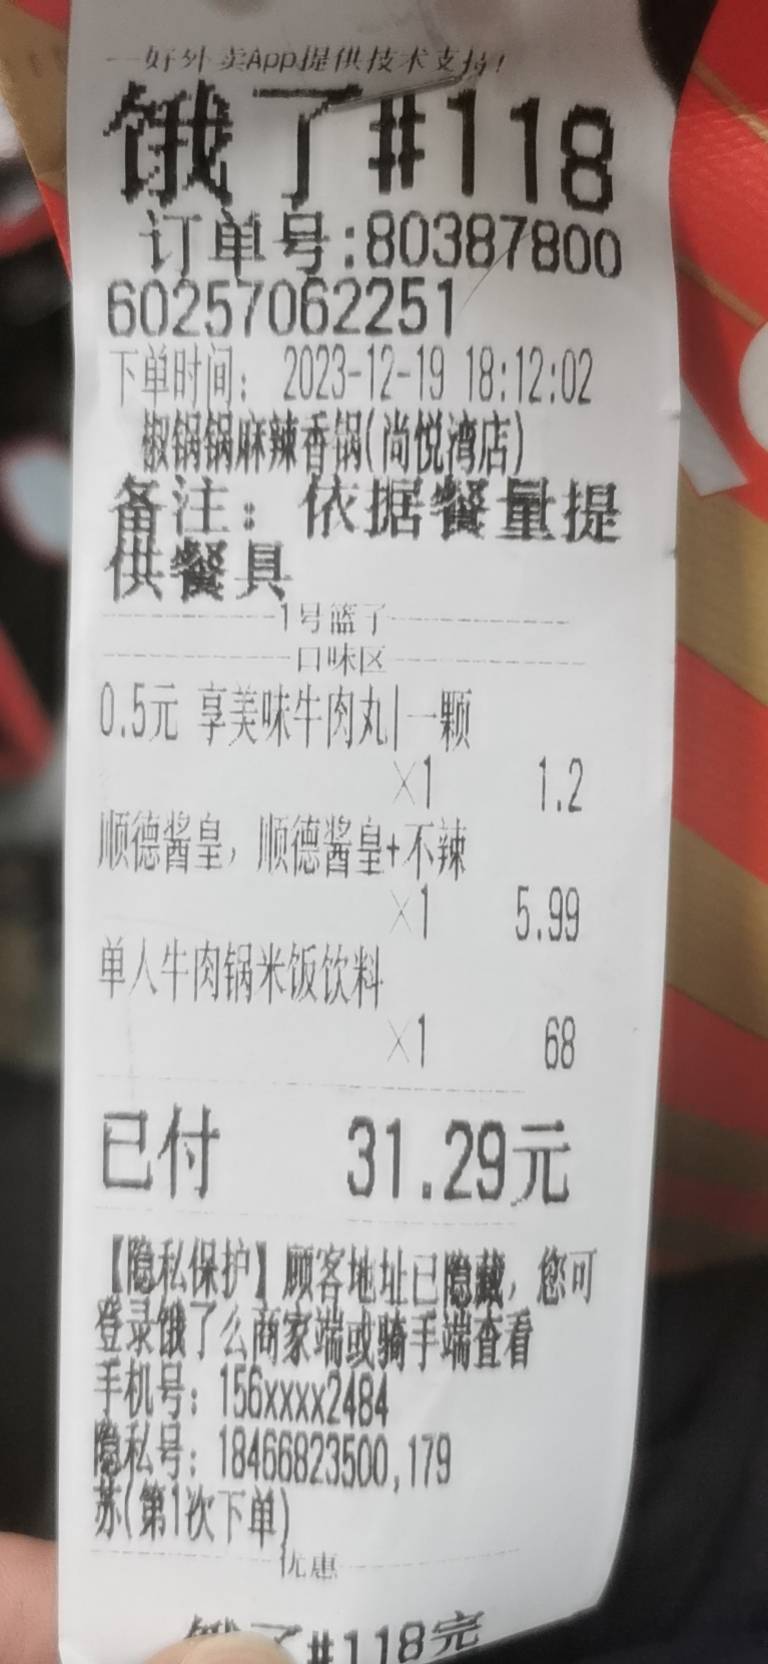 一好外卖App提供技术支持!
饿了#118
订单号:80387800
60257062251
下单时间: 2023-12-19 18:12:02
椒锅锅麻辣香锅(尚悦湾店)
备注: 依据餐量提
供餐具
1号篮子
口味区
0.5元 享美味牛肉丸|一颗
×1 1.2
顺德酱皇, 顺德酱皇+不辣
×1 5.99
单人牛肉锅米饭饮料
×1 68
已付 31.29元
【隐私保护】顾客地址已隐藏, 您可
登录饿了么商家端或骑手端查看
手机号: 156xxxx2484
隐私号: 18466823500,179
苏(第1次下单)
优惠
饿了#118完